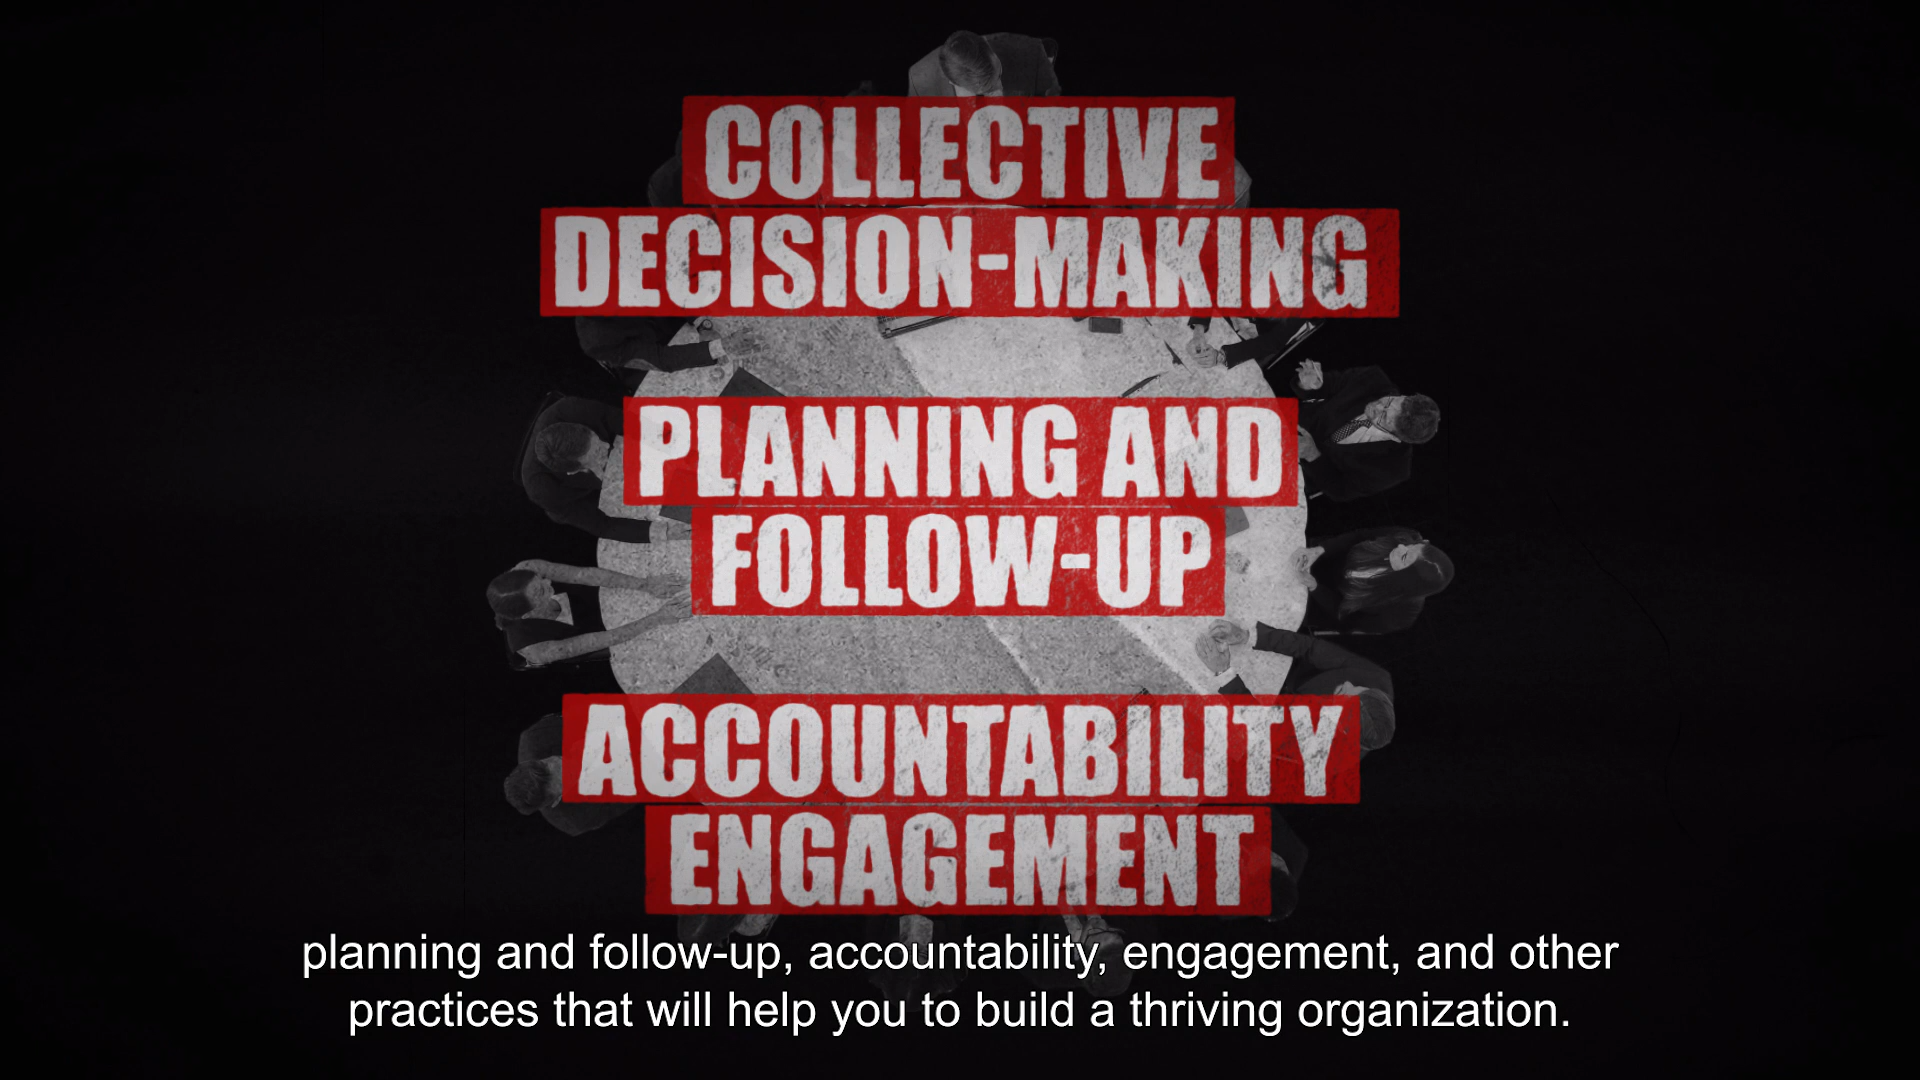 COLLECTIVE
DECISION-MAKING
PLANNING AND
FOLLOW-UP
ACCOUNTABILITY
ENGAGEMENT
planning and follow-up, accountability, engagement, and other
practices that will help you to build a thriving organization.